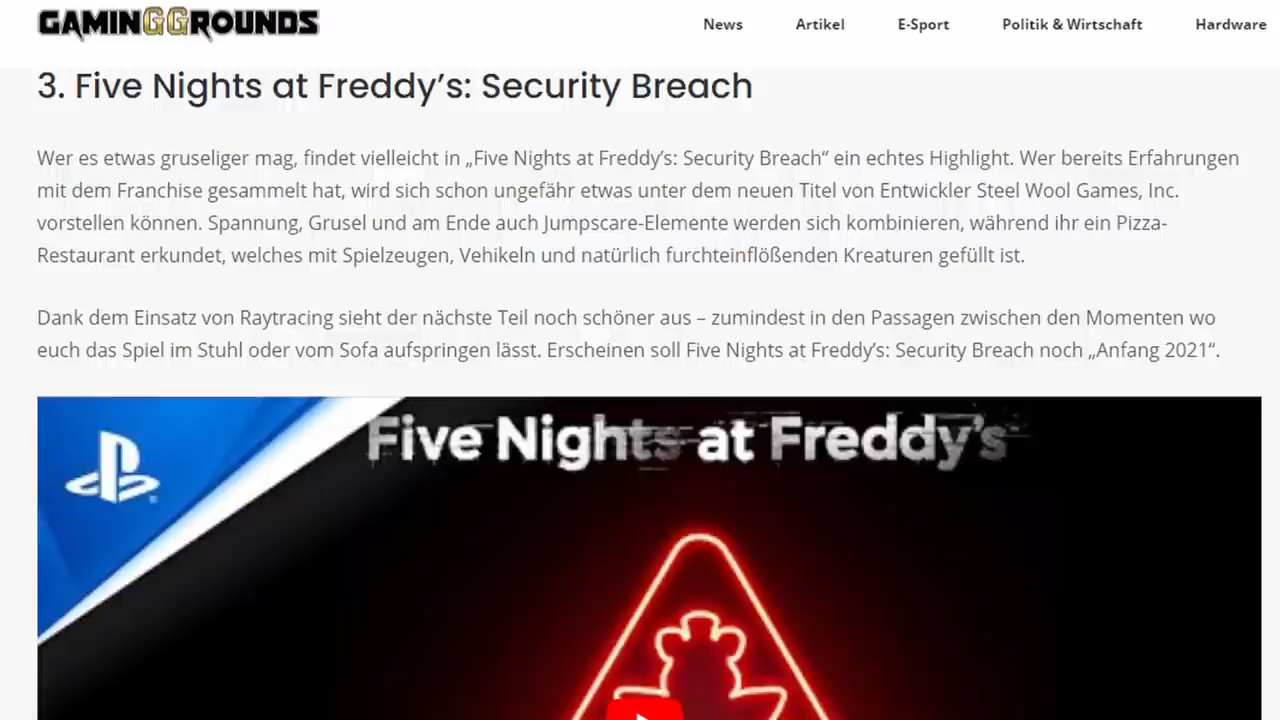 GAMINGGROUNDS
News
Artikel
E-Sport
Politik & Wirtschaft
Hardware
3. Five Nights at Freddy’s: Security Breach
Wer es etwas gruseliger mag, findet vielleicht in „Five Nights at Freddy’s: Security Breach“ ein echtes Highlight. Wer bereits Erfahrungen
mit dem Franchise gesammelt hat, wird sich schon ungefähr etwas unter dem neuen Titel von Entwickler Steel Wool Games, Inc.
vorstellen können. Spannung, Grusel und am Ende auch Jumpscare-Elemente werden sich kombinieren, während ihr ein Pizza-
Restaurant erkundet, welches mit Spielzeugen, Vehikeln und natürlich furchteinflößenden Kreaturen gefüllt ist.
Dank dem Einsatz von Raytracing sieht der nächste Teil noch schöner aus – zumindest in den Passagen zwischen den Momenten wo
euch das Spiel im Stuhl oder vom Sofa aufspringen lässt. Erscheinen soll Five Nights at Freddy’s: Security Breach noch „Anfang 2021“.
Five Nights at Freddy’s